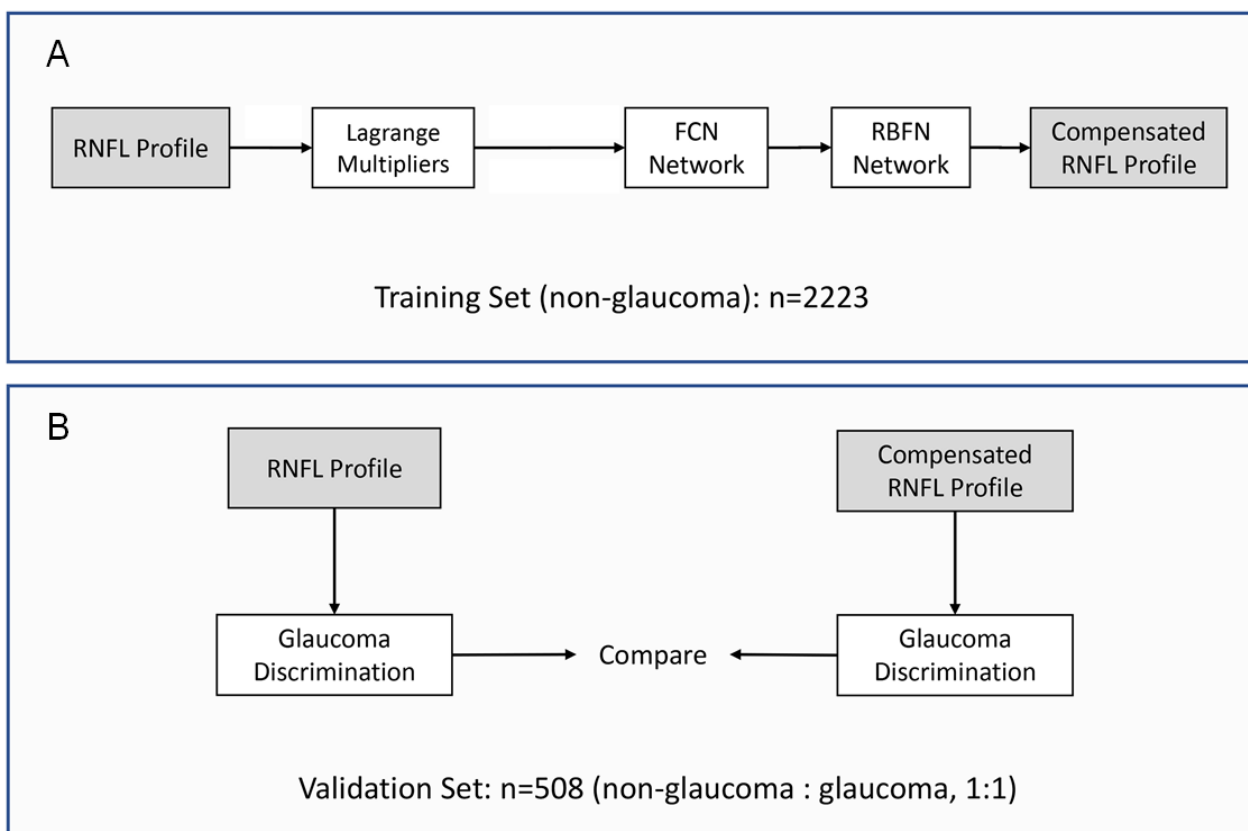 A
RNFL Profile
Lagrange
Multipliers
FCN
Network
RBFN
Network
Compensated
RNFL Profile
Training Set (non-glaucoma): n=2223
B
RNFL Profile
Compensated
RNFL Profile
Glaucoma
Discrimination
Compare
Glaucoma
Discrimination
Validation Set: n=508 (non-glaucoma : glaucoma, 1:1)